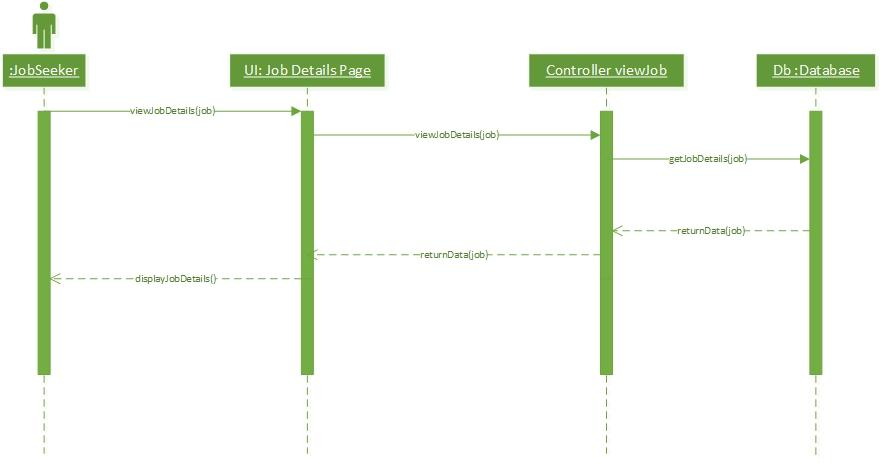 :JobSeeker
UI: Job Details Page
Controller viewJob
Db :Database
viewJobDetails(job)
viewJobDetails(job)
getJobDetails(job)
returnData(job)
returnData(job)
displayJobDetails()